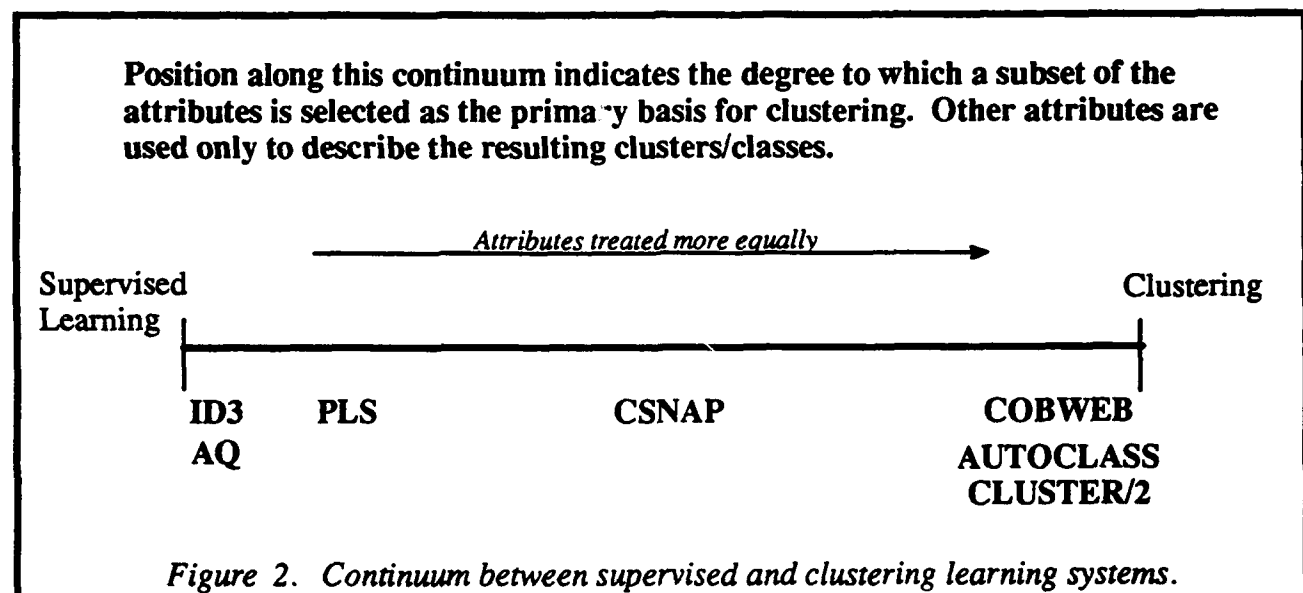 Position along this continuum indicates the degree to which a subset of the
attributes is selected as the primary basis for clustering. Other attributes are
used only to describe the resulting clusters/classes.
Attributes treated more equally
Supervised
Learning
Clustering
ID3 PLS CSNAP COBWEB
AQ AUTOCLASS
CLUSTER/2
Figure 2. Continuum between supervised and clustering learning systems.